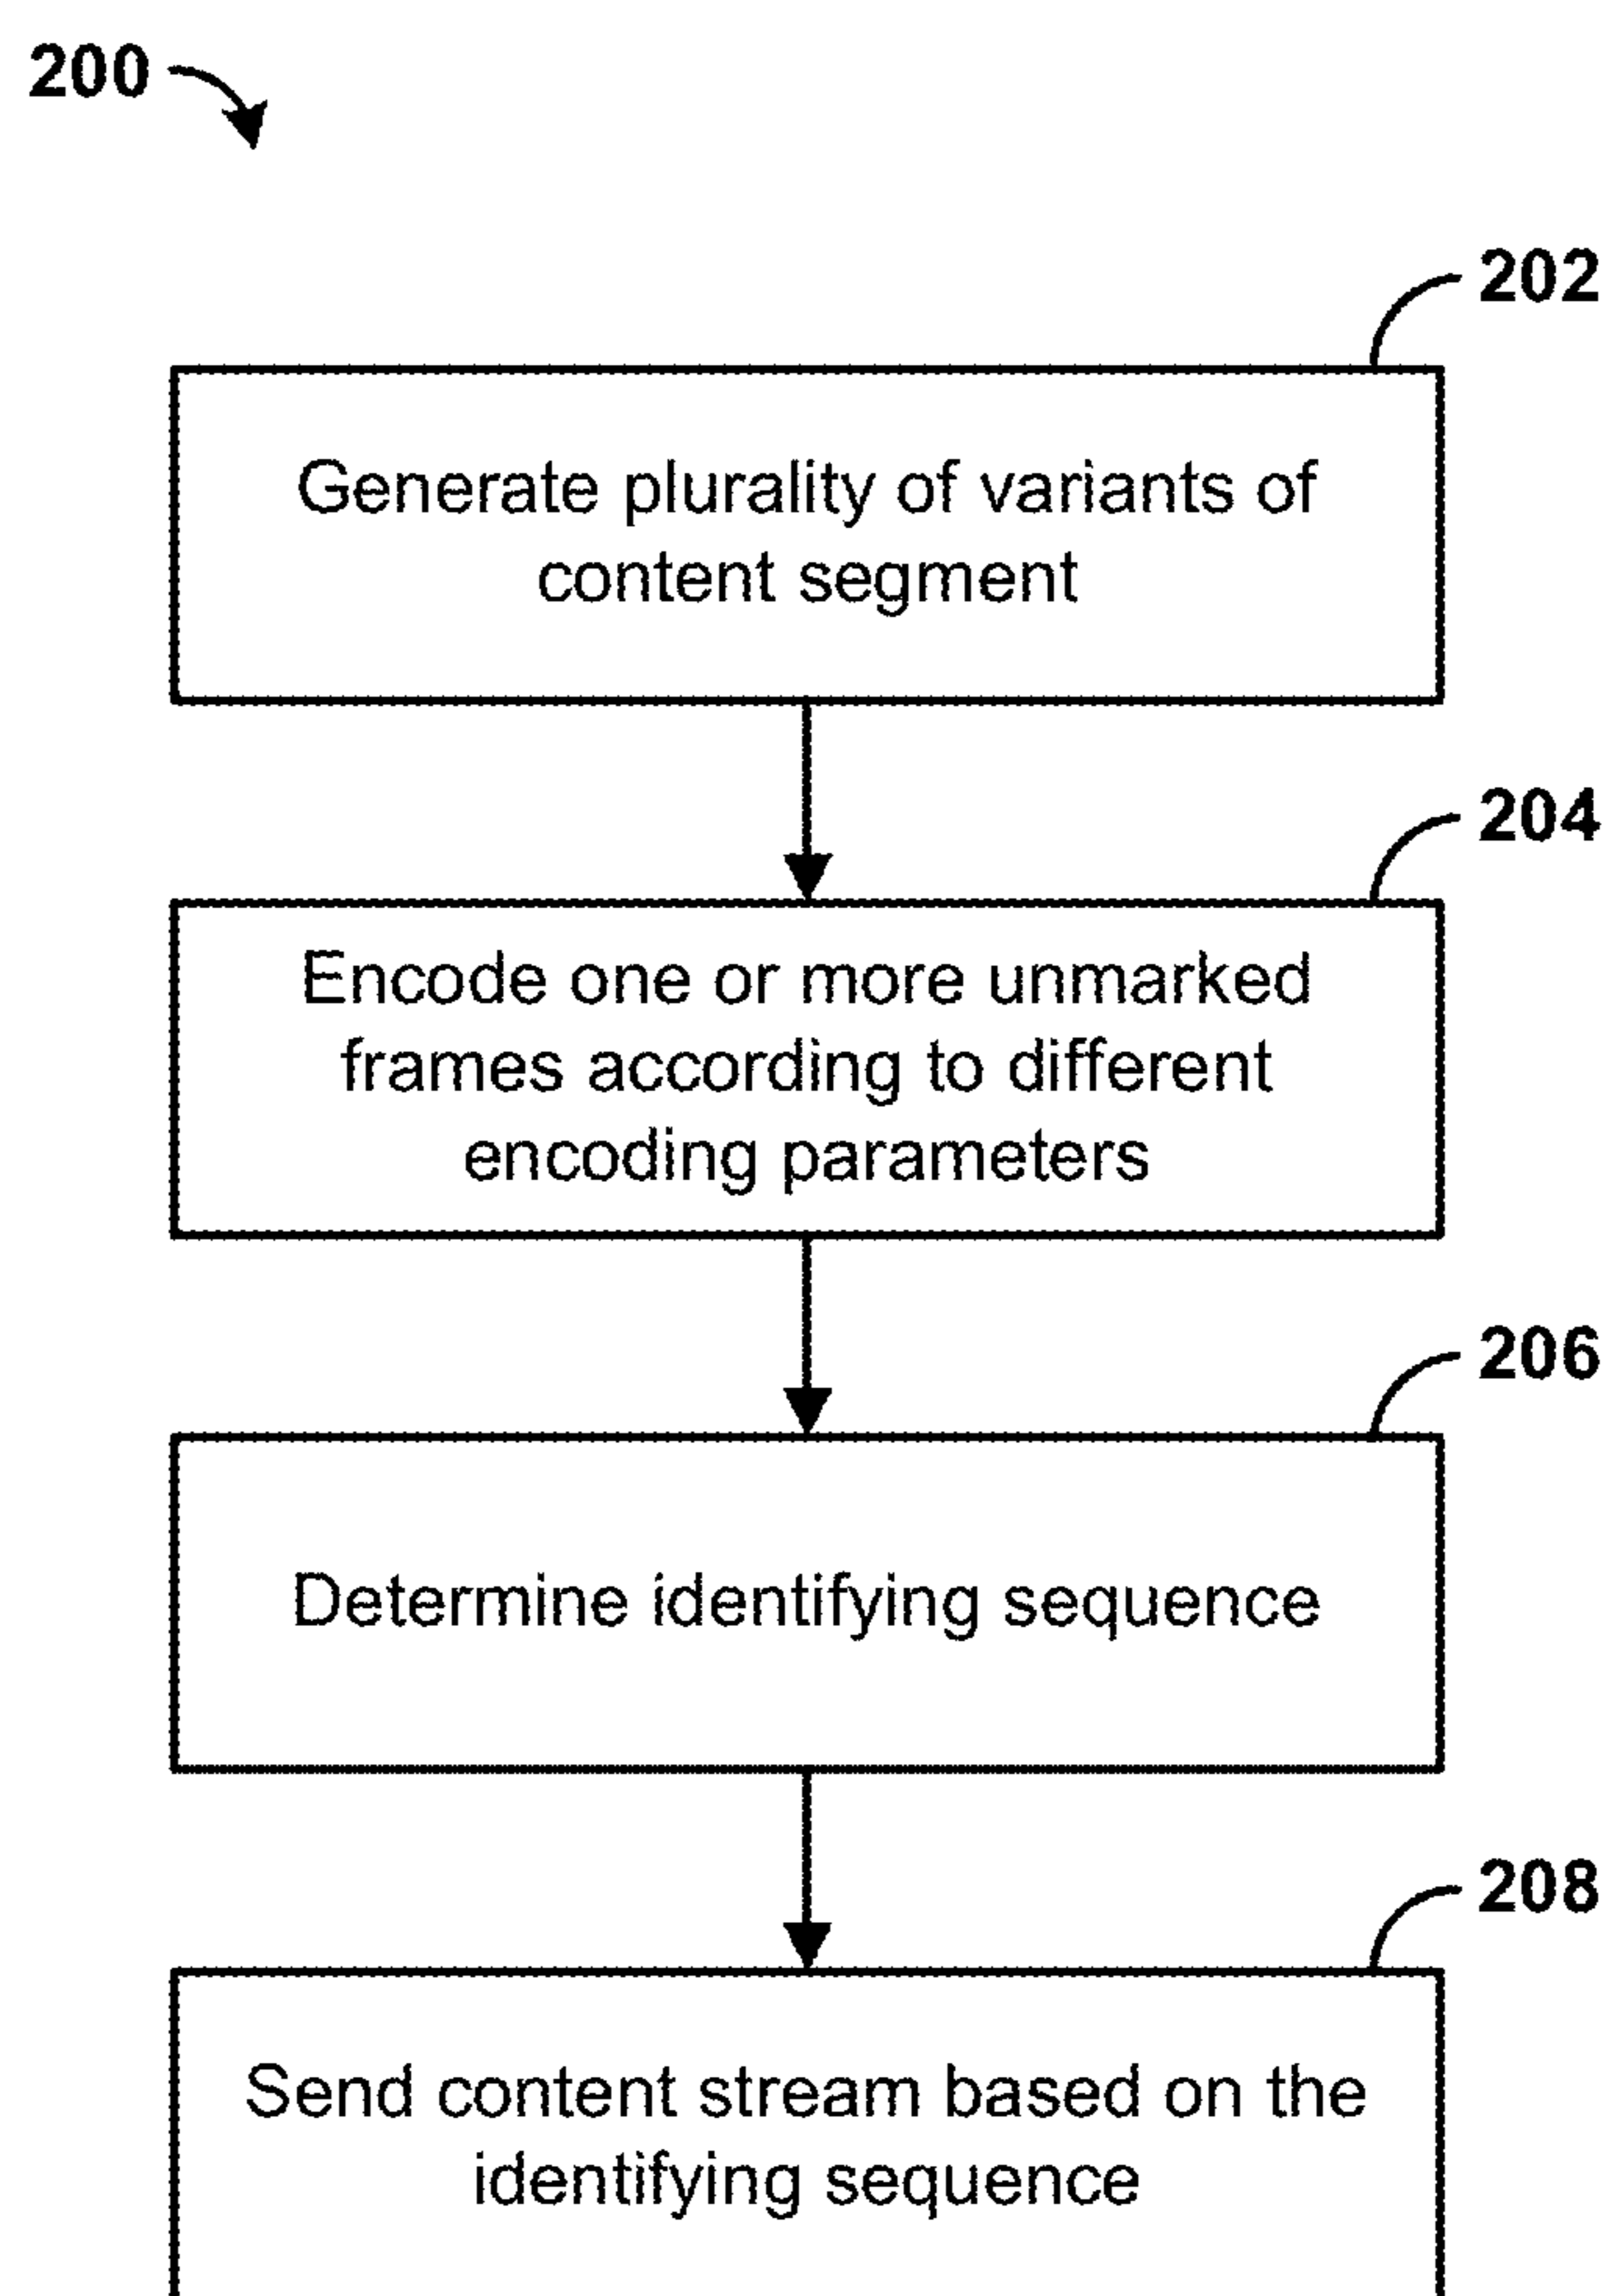 200
202
Generate plurality of variants of
content segment
204
Encode one or more unmarked
frames according to different
encoding parameters
206
Determine identifying sequence
208
Send content stream based on the
identifying sequence